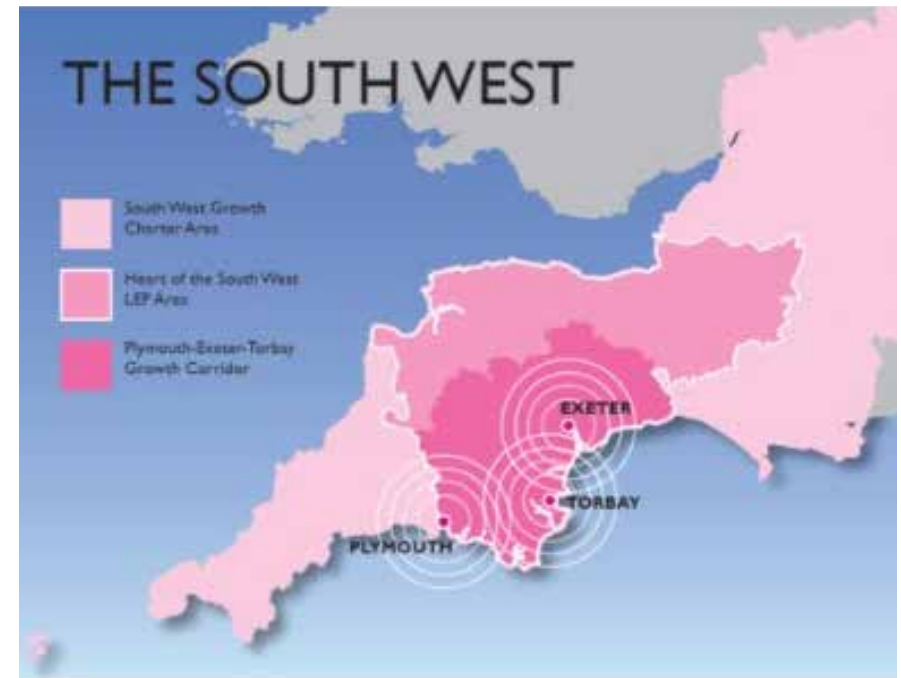 THE SOUTH WEST
South West Growth
Charter Area
Heart of the South West
LEP Area
Plymouth-Exeter-Torbay
Growth Corridor
EXETER
TORBAY
PLYMOUTH